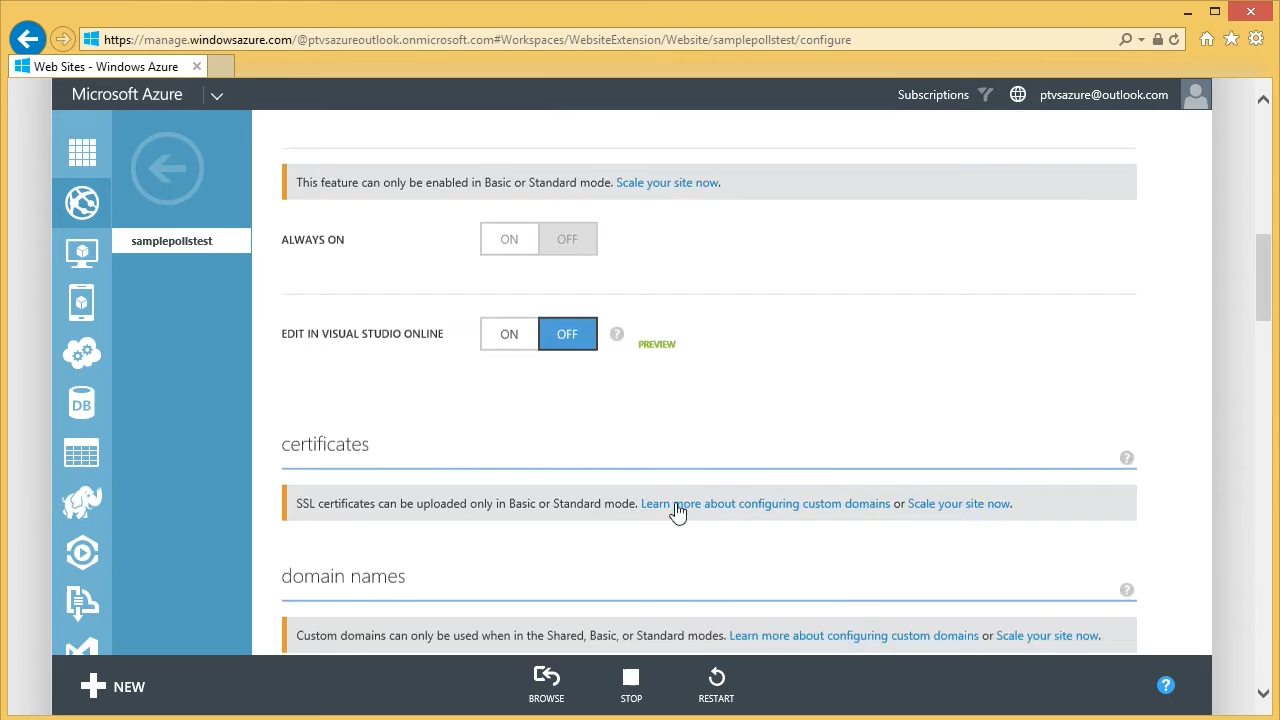 https://manage.windowsazure.com/@ptvsazureoutlook.onmicrosoft.com#Workspaces/WebsiteExtension/Website/samplepollstest/configure
Web Sites - Windows Azure
Microsoft Azure
Subscriptions
ptvsazure@outlook.com
samplepollstest
This feature can only be enabled in Basic or Standard mode. Scale your site now.
ALWAYS ON
ON
OFF
EDIT IN VISUAL STUDIO ONLINE
ON
OFF
?
PREVIEW
certificates
?
SSL certificates can be uploaded only in Basic or Standard mode. Learn more about configuring custom domains or Scale your site now.
domain names
?
Custom domains can only be used when in the Shared, Basic, or Standard modes. Learn more about configuring custom domains or Scale your site now.
DB
NEW
BROWSE
STOP
RESTART
?